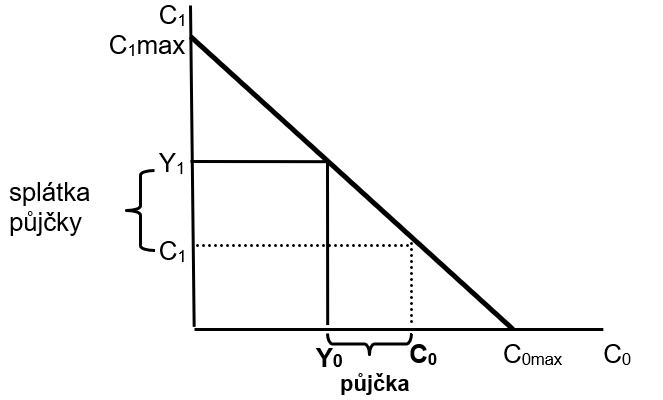 C₁
C₁max
Y₁
splátka
půjčky
C₁
Y₀ C₀ C₀max C₀
půjčka